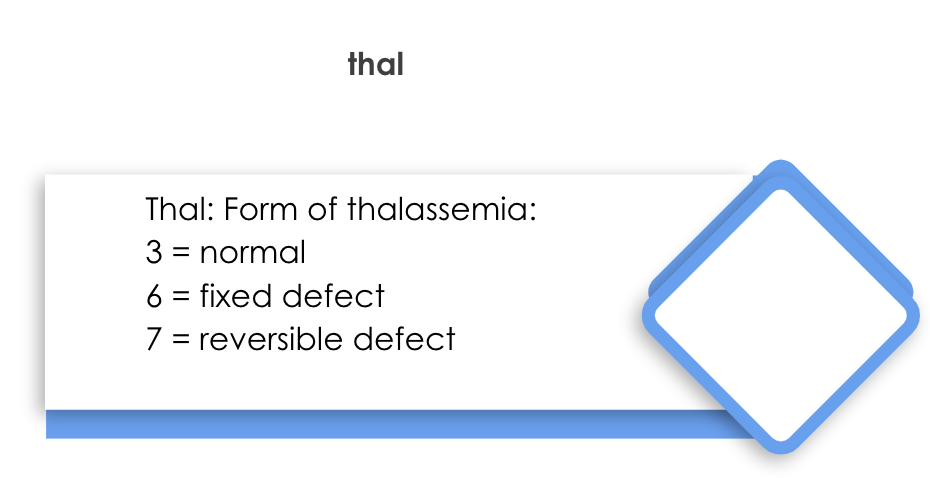 thal
Thal: Form of thalassemia:
3 = normal
6 = fixed defect
7 = reversible defect